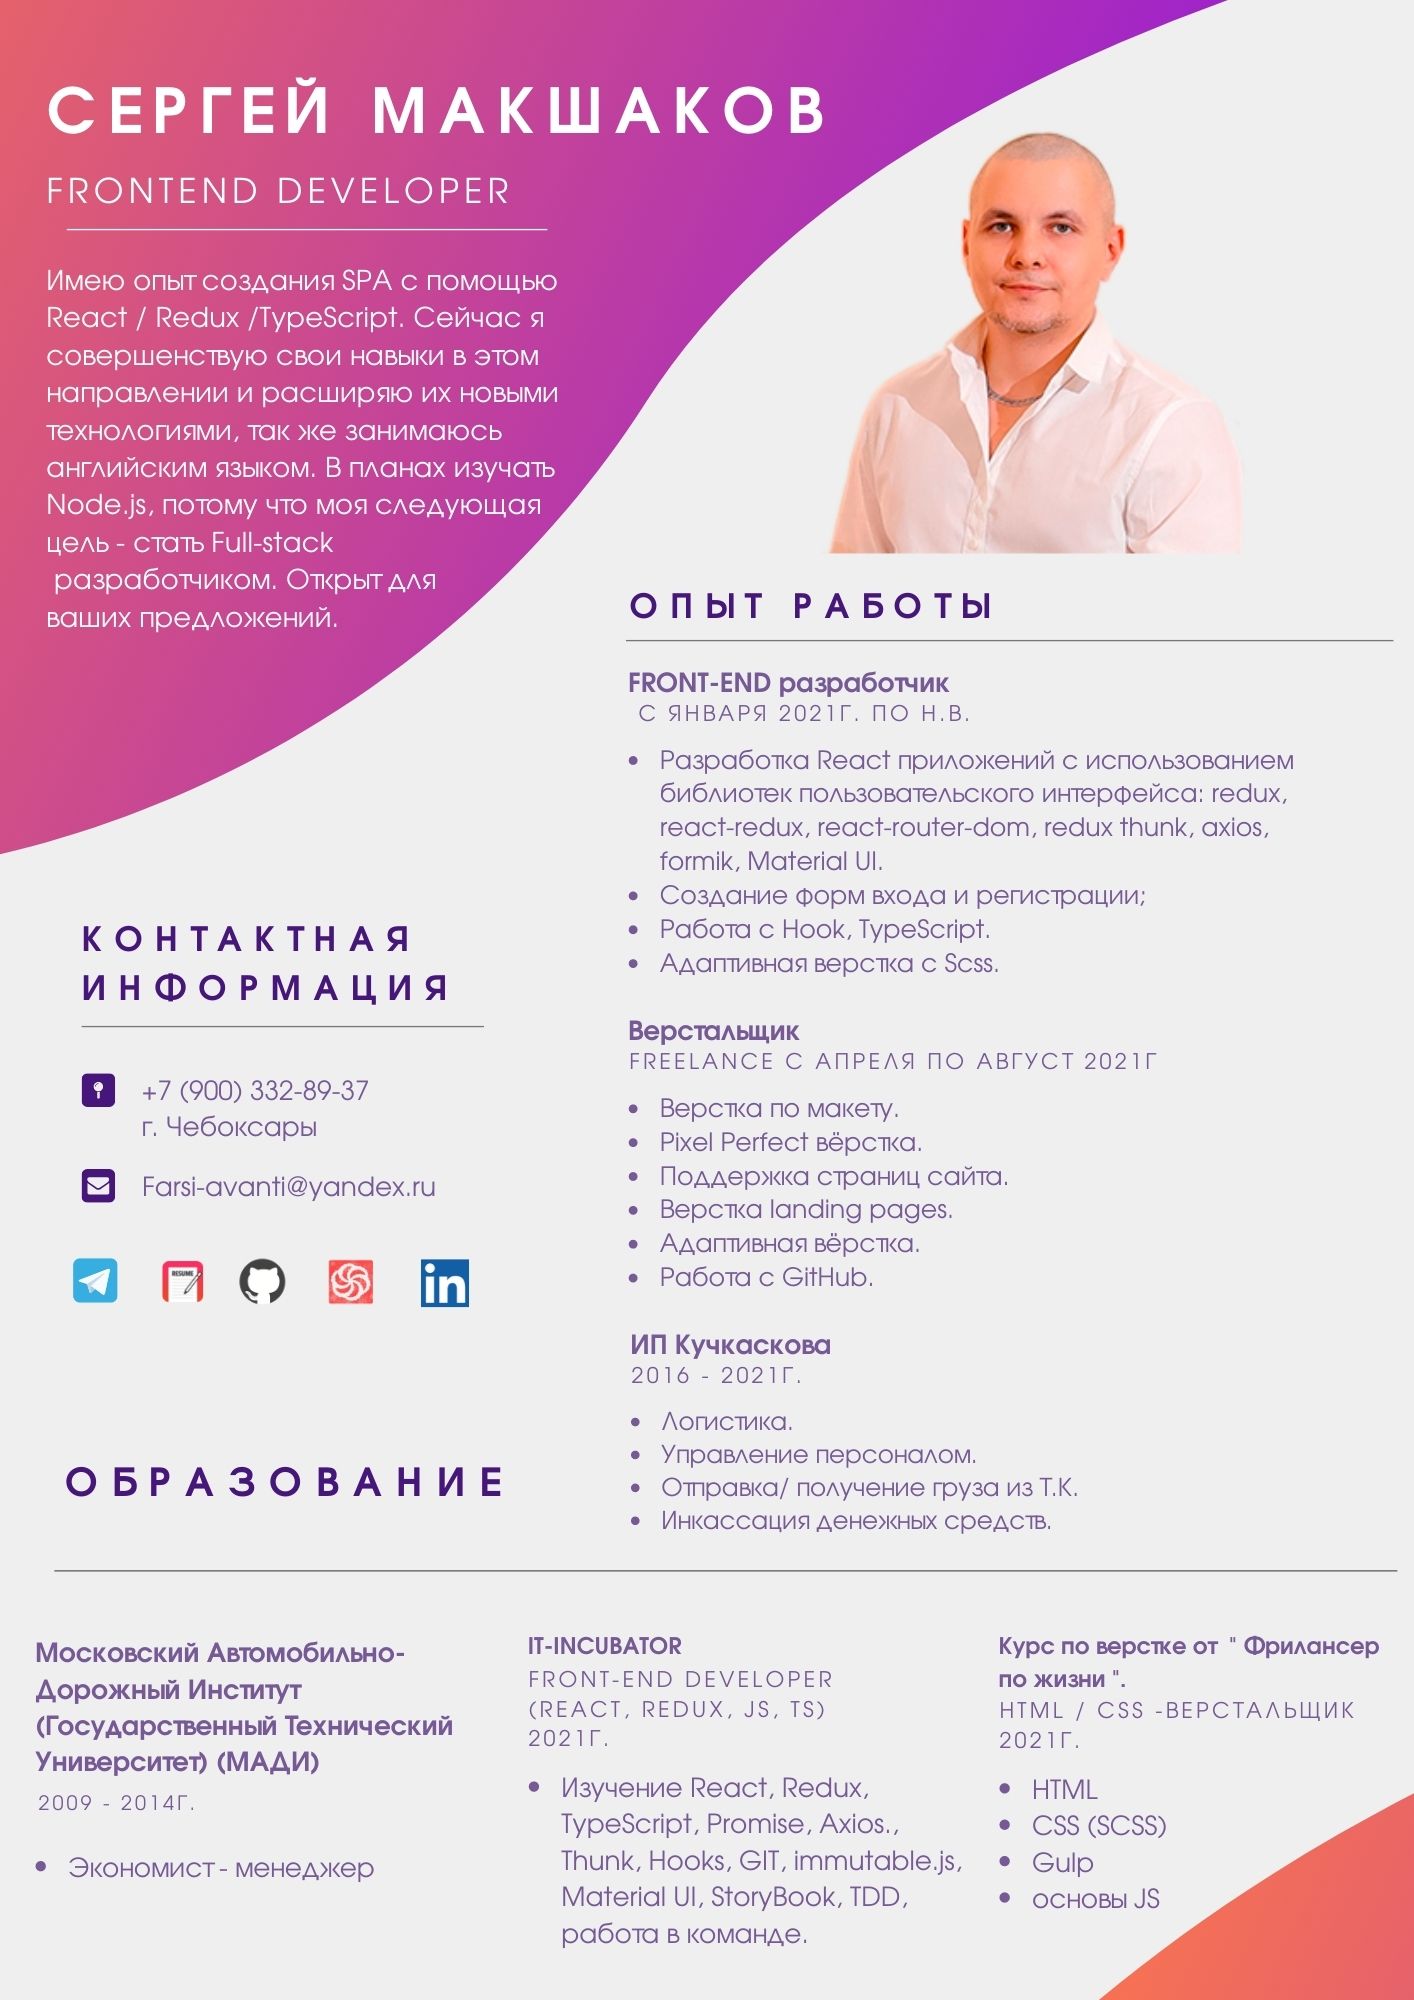 СЕРГЕЙ МАКШАКОВ
FRONTEND DEVELOPER
Имею опыт создания SPA с помощью
React / Redux /TypeScript. Сейчас я
совершенствую свои навыки в этом
направлении и расширяю их новыми
технологиями, так же занимаюсь
английским языком. В планах изучать
Node.js, потому что моя следующая
цель - стать Full-stack
разработчиком. Открыт для
ваших предложений.
КОНТАКТНАЯ
ИНФОРМАЦИЯ
+7 (900) 332-89-37
г. Чебоксары
Farsi-avanti@yandex.ru
RESUME
in
ОПЫТ РАБОТЫ
FRONT-END разработчик
С ЯНВАРЯ 2021Г. ПО Н.В.
• Разработка React приложений с использованием
библиотек пользовательского интерфейса: redux,
react-redux, react-router-dom, redux thunk, axios,
formik, Material UI.
• Создание форм входа и регистрации;
• Работа с Hook, TypeScript.
• Адаптивная верстка с Scss.
Верстальщик
FREELANCE С АПРЕЛЯ ПО АВГУСТ 2021Г
• Верстка по макету.
• Pixel Perfect вёрстка.
• Поддержка страниц сайта.
• Верстка landing pages.
• Адаптивная вёрстка.
• Работа с GitHub.
ИП Кучкаскова
2016 - 2021Г.
• Логистика.
• Управление персоналом.
• Отправка/ получение груза из Т.К.
• Инкассация денежных средств.
ОБРАЗОВАНИЕ
Московский Автомобильно-
Дорожный Институт
(Государственный Технический
Университет) (МАДИ)
2009 - 2014Г.
• Экономист - менеджер
IT-INCUBATOR
FRONT-END DEVELOPER
(REACT, REDUX, JS, TS)
2021Г.
• Изучение React, Redux,
TypeScript, Promise, Axios.,
Thunk, Hooks, GIT, immutable.js,
Material UI, StoryBook, TDD,
работа в команде.
Курс по верстке от " Фрилансер
по жизни ".
HTML / CSS -ВЕРСТАЛЬЩИК
2021Г.
• HTML
• CSS (SCSS)
• Gulp
• основы JS